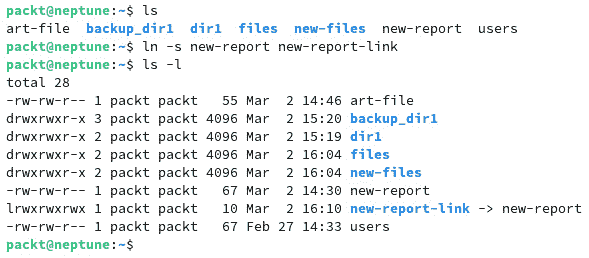 packt@neptune:~$ ls
art-file  backup_dir1  dir1  files  new-files  new-report  users
packt@neptune:~$ ln -s new-report new-report-link
packt@neptune:~$ ls -l
total 28
-rw-rw-r-- 1 packt packt   55 Mar  2 14:46 art-file
drwxrwxr-x 3 packt packt 4096 Mar  2 15:20 backup_dir1
drwxrwxr-x 2 packt packt 4096 Mar  2 15:19 dir1
drwxrwxr-x 2 packt packt 4096 Mar  2 16:04 files
drwxrwxr-x 2 packt packt 4096 Mar  2 16:04 new-files
-rw-rw-r-- 1 packt packt   67 Mar  2 14:30 new-report
lrwxrwxrwx 1 packt packt   10 Mar  2 16:10 new-report-link -> new-report
-rw-rw-r-- 1 packt packt   67 Feb 27 14:33 users
packt@neptune:~$